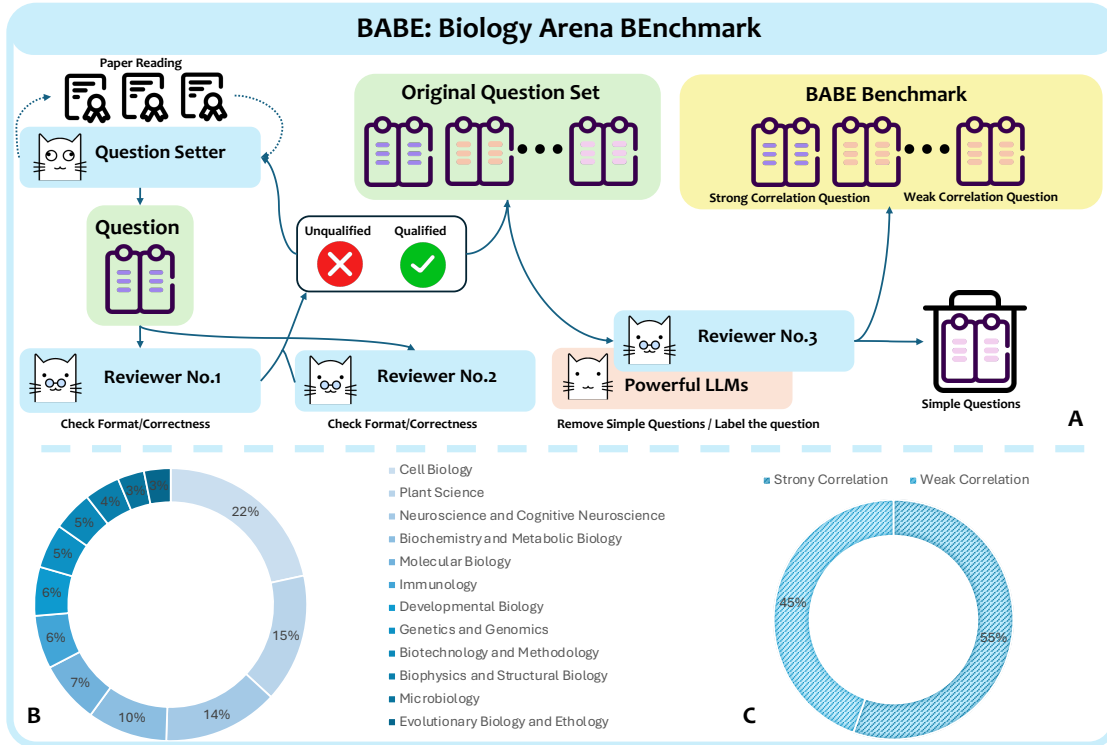 BABE: Biology Arena BEnchmark
Paper Reading
Question Setter
Question
Unqualified
Qualified
Original Question Set
BABE Benchmark
Strong Correlation Question
Weak Correlation Question
Reviewer No.1
Check Format/Correctness
Reviewer No.2
Check Format/Correctness
Reviewer No.3
Powerful LLMs
Remove Simple Questions / Label the question
Simple Questions
A
22%
15%
14%
10%
7%
6%
6%
5%
5%
4%
3%
3%
Cell Biology
Plant Science
Neuroscience and Cognitive Neuroscience
Biochemistry and Metabolic Biology
Molecular Biology
Immunology
Developmental Biology
Genetics and Genomics
Biotechnology and Methodology
Biophysics and Structural Biology
Microbiology
Evolutionary Biology and Ethology
B
Strony Correlation
Weak Correlation
45%
55%
C